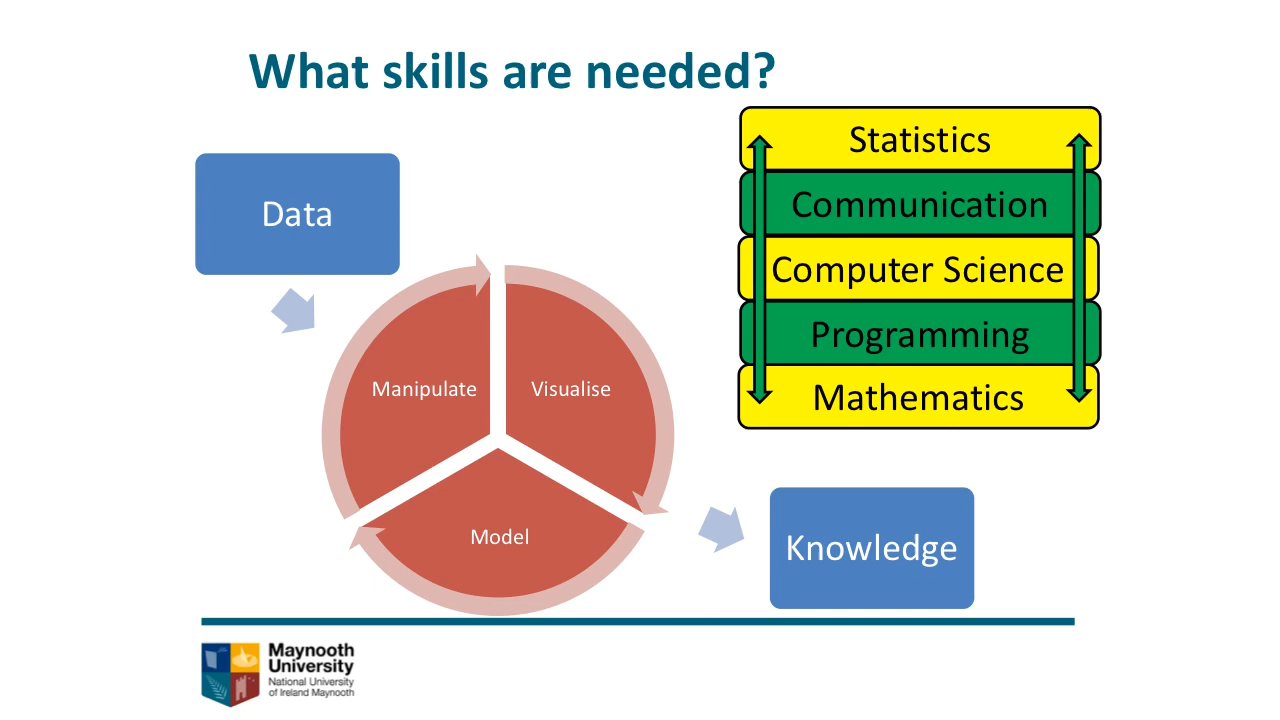 What skills are needed?
Statistics
Data
Communication
Computer Science
Programming
Manipulate
Visualise
Mathematics
Model
Knowledge
Maynooth
University
National University
of Ireland Maynooth